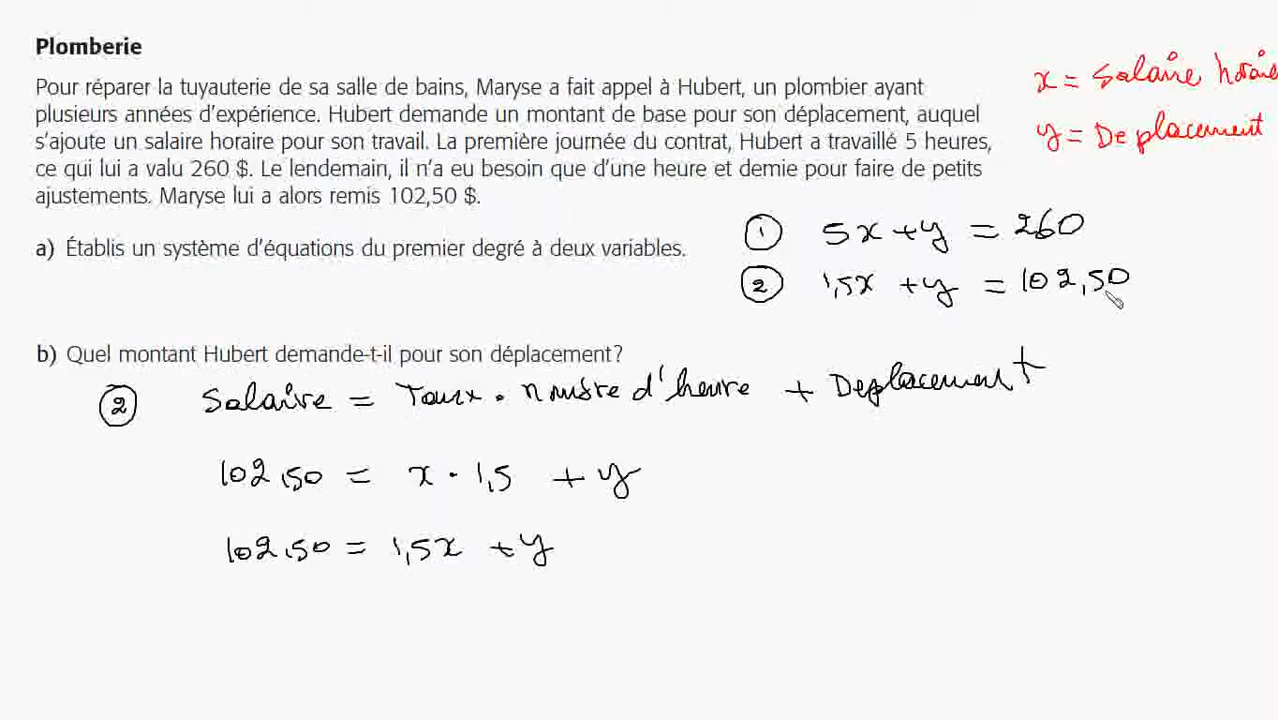 Plomberie
Pour réparer la tuyauterie de sa salle de bains, Maryse a fait appel à Hubert, un plombier ayant
plusieurs années d'expérience. Hubert demande un montant de base pour son déplacement, auquel
s'ajoute un salaire horaire pour son travail. La première journée du contrat, Hubert a travaillé 5 heures,
ce qui lui a valu 260 $. Le lendemain, il n'a eu besoin que d'une heure et demie pour faire de petits
ajustements. Maryse lui a alors remis 102,50 $.
x = Salaire horaire
y = Deplacement
a) Établis un système d'équations du premier degré à deux variables.
① 5x + y = 260
② 1,5x + y = 102,50
b) Quel montant Hubert demande-t-il pour son déplacement?
② Salaire = Taux • nombre d'heure + Deplacement
102,50 = x • 1,5 + y
102,50 = 1,5x + y